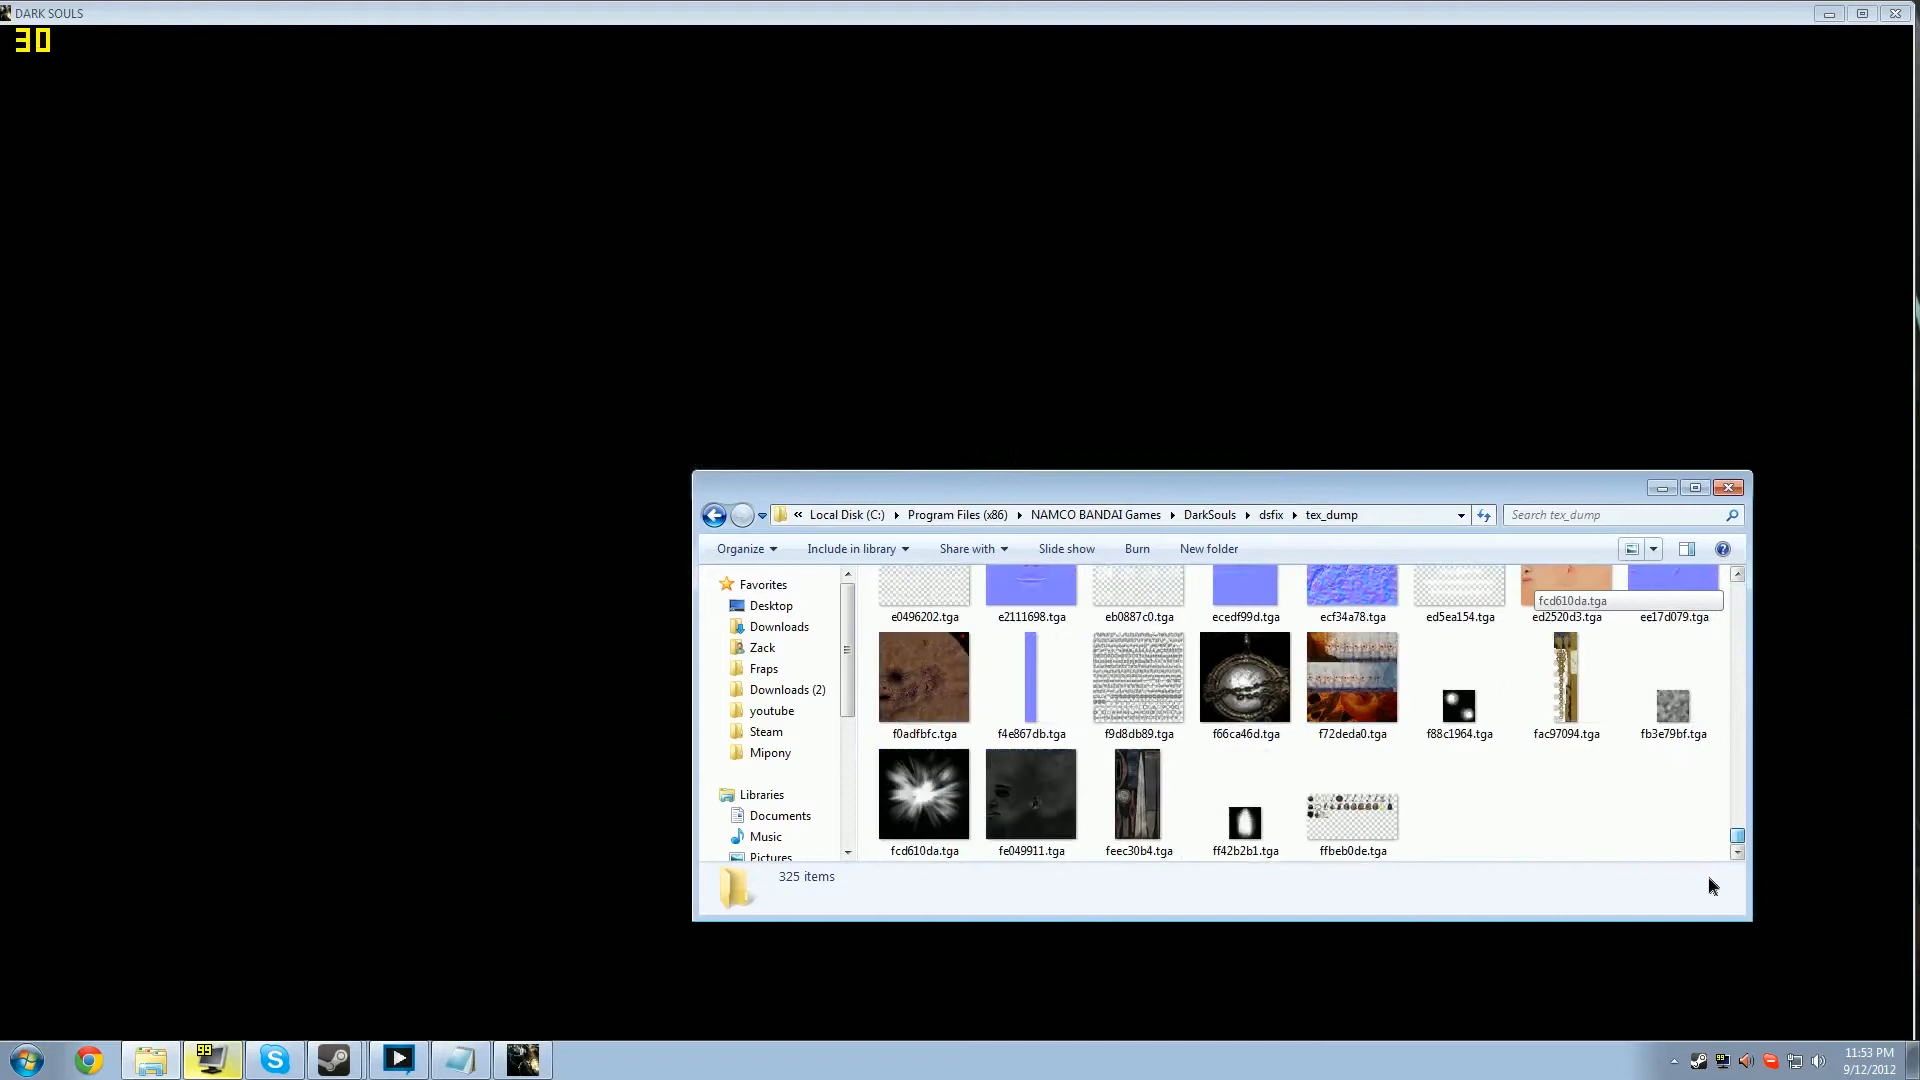 DARK SOULS
30
« Local Disk (C:) Program Files (x86) NAMCO BANDAI Games DarkSouls dsfix tex_dump
Search tex_dump
Organize Include in library Share with Slide show Burn New folder
Favorites
Desktop
Downloads
Zack
Fraps
Downloads (2)
youtube
Steam
Mipony
Libraries
Documents
Music
Pictures
fcd610da.tga
e0496202.tga e2111698.tga eb0887c0.tga ecedf99d.tga ecf34a78.tga ed5ea154.tga ed2520d3.tga ee17d079.tga
f0adfbfc.tga f4e867db.tga f9d8db89.tga f66ca46d.tga f72deda0.tga f88c1964.tga fac97094.tga fb3e79bf.tga
fcd610da.tga fe049911.tga feec30b4.tga ff42b2b1.tga ffbeb0de.tga
325 items
99
11:53 PM
9/12/2012